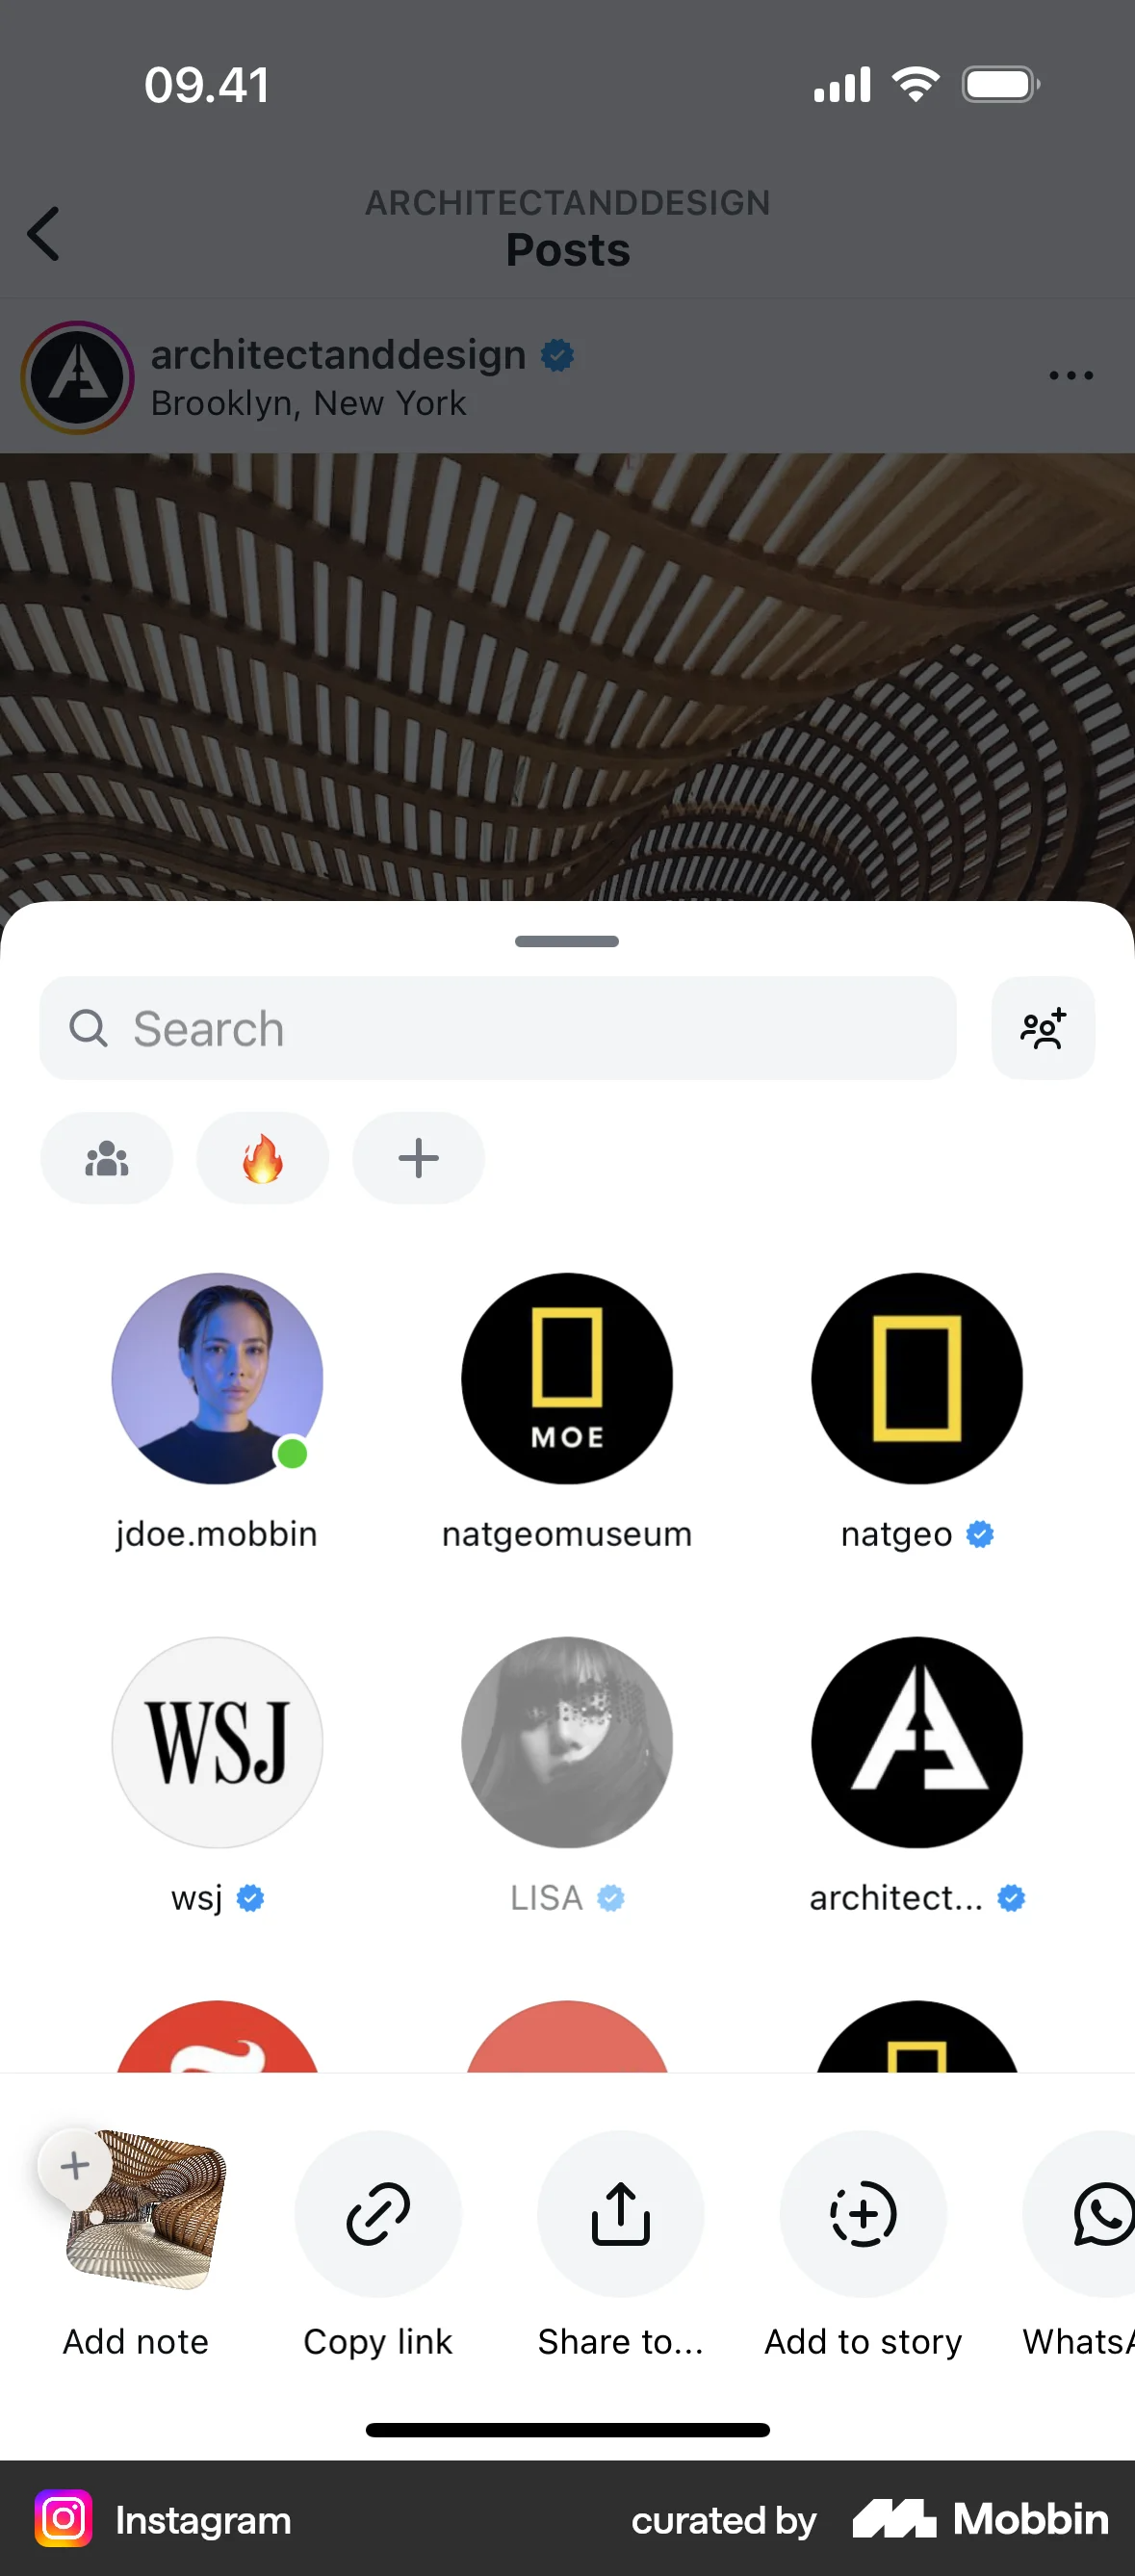 09.41
ARCHITECTANDDESIGN
Posts
architectanddesign
Brooklyn, New York
Search
MOE
jdoe.mobbin
natgeomuseum
natgeo
WSJ
wsj
LISA
architect...
Add note
Copy link
Share to...
Add to story
WhatsA
Instagram
curated by
Mobbin